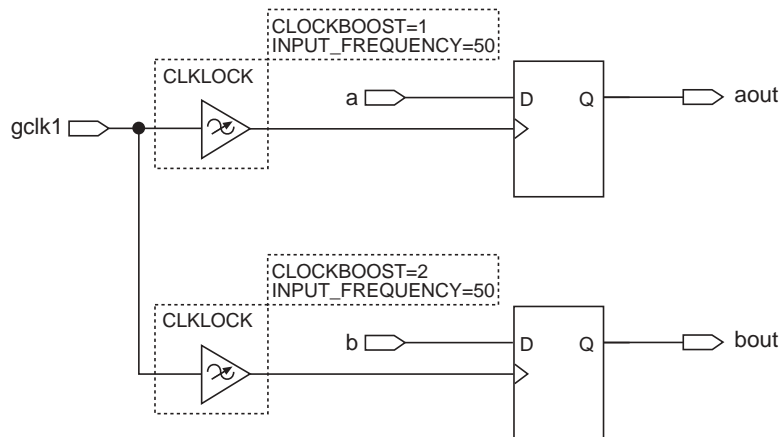 CLOCKBOOST=1
INPUT_FREQUENCY=50
CLKLOCK
a
D
Q
aout
gclk1
CLOCKBOOST=2
INPUT_FREQUENCY=50
CLKLOCK
b
D
Q
bout